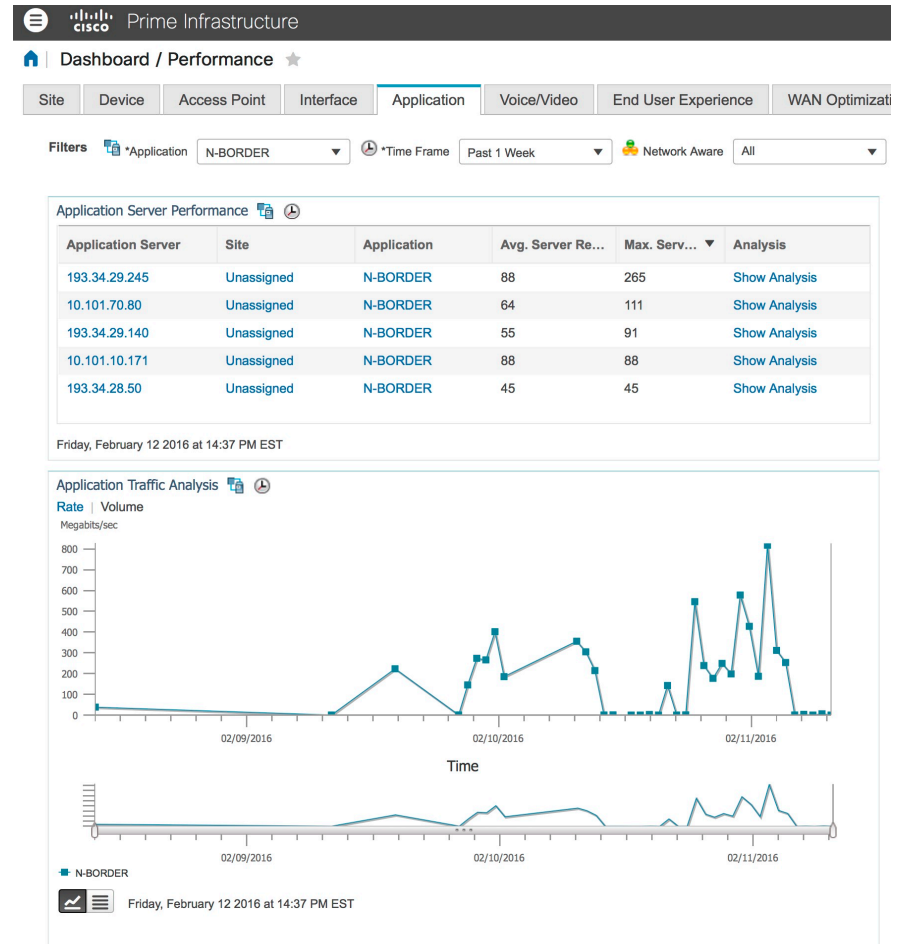 cisco Prime Infrastructure
Dashboard / Performance
Site Device Access Point Interface Application Voice/Video End User Experience WAN Optimizati
Filters *Application N-BORDER *Time Frame Past 1 Week Network Aware All
Application Server Performance
Application Server Site Application Avg. Server Re... Max. Serv... Analysis
193.34.29.245 Unassigned N-BORDER 88 265 Show Analysis
10.101.70.80 Unassigned N-BORDER 64 111 Show Analysis
193.34.29.140 Unassigned N-BORDER 55 91 Show Analysis
10.101.10.171 Unassigned N-BORDER 88 88 Show Analysis
193.34.28.50 Unassigned N-BORDER 45 45 Show Analysis
Friday, February 12 2016 at 14:37 PM EST
Application Traffic Analysis
Rate | Volume
Megabits/sec
800
700
600
500
400
300
200
100
0
02/09/2016 02/10/2016 02/11/2016
Time
02/09/2016 02/10/2016 02/11/2016
N-BORDER
Friday, February 12 2016 at 14:37 PM EST